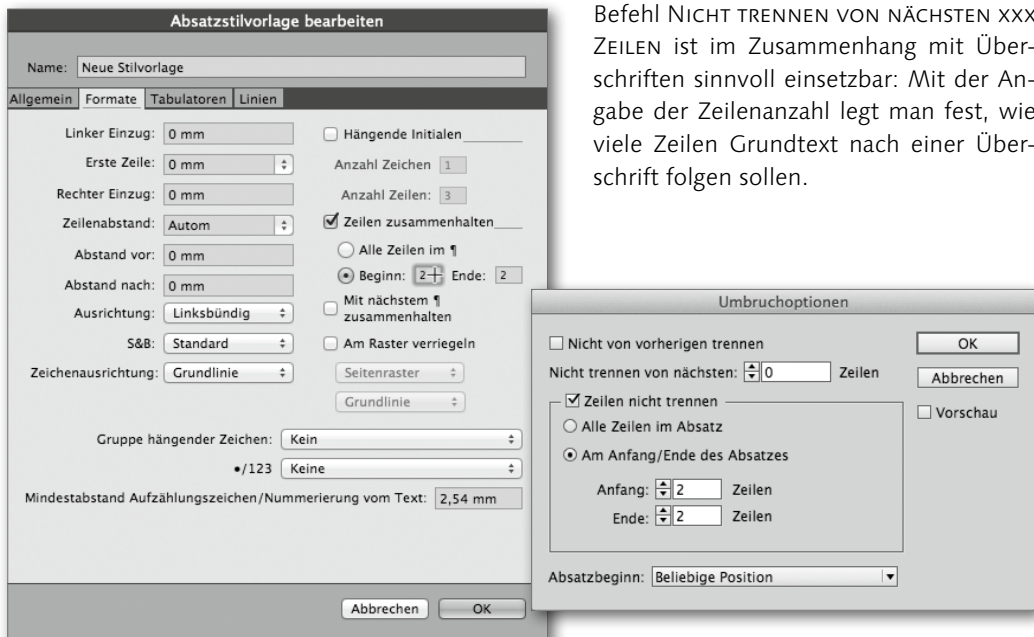 Befehl Nicht trennen von nächsten xxx
Zeilen ist im Zusammenhang mit Über-
schriften sinnvoll einsetzbar: Mit der An-
gabe der Zeilenanzahl legt man fest, wie
viele Zeilen Grundtext nach einer Über-
schrift folgen sollen.
Absatzstilvorlage bearbeiten
Name: Neue Stilvorlage
Allgemein Formate Tabulatoren Linien
Linker Einzug: 0 mm
Erste Zeile: 0 mm
Rechter Einzug: 0 mm
Zeilenabstand: Autom
Abstand vor: 0 mm
Abstand nach: 0 mm
Ausrichtung: Linksbündig
S&B: Standard
Zeichenausrichtung: Grundlinie
Hängende Initialen
Anzahl Zeichen 1
Anzahl Zeilen: 3
Zeilen zusammenhalten
Alle Zeilen im ¶
Beginn: 2 Ende: 2
Mit nächstem ¶
zusammenhalten
Am Raster verriegeln
Seitenraster
Grundlinie
Gruppe hängender Zeichen: Kein
•/123 Keine
Mindestabstand Aufzählungszeichen/Nummerierung vom Text: 2,54 mm
Abbrechen OK
Umbruchoptionen
Nicht von vorherigen trennen
Nicht trennen von nächsten: 0 Zeilen
Zeilen nicht trennen
Alle Zeilen im Absatz
Am Anfang/Ende des Absatzes
Anfang: 2 Zeilen
Ende: 2 Zeilen
Absatzbeginn: Beliebige Position
OK
Abbrechen
Vorschau